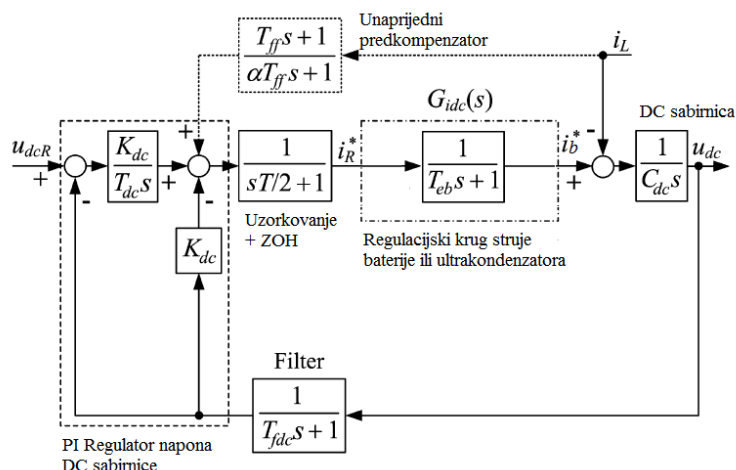 Unaprijedni
predkompenzator
T_ff s + 1
αT_ff s + 1
i_L
G_idc(s)
DC sabirnica
u_dcR
+
-
K_dc
T_dc s
+
+
-
1
sT/2 + 1
i_R^*
1
T_eb s + 1
i_b^*
+
-
1
C_dc s
u_dc
Uzorkovanje
+ ZOH
Regulacijski krug struje
baterije ili ultrakondenzatora
K_dc
Filter
1
T_fdc s + 1
PI Regulator napona
DC sabirnice